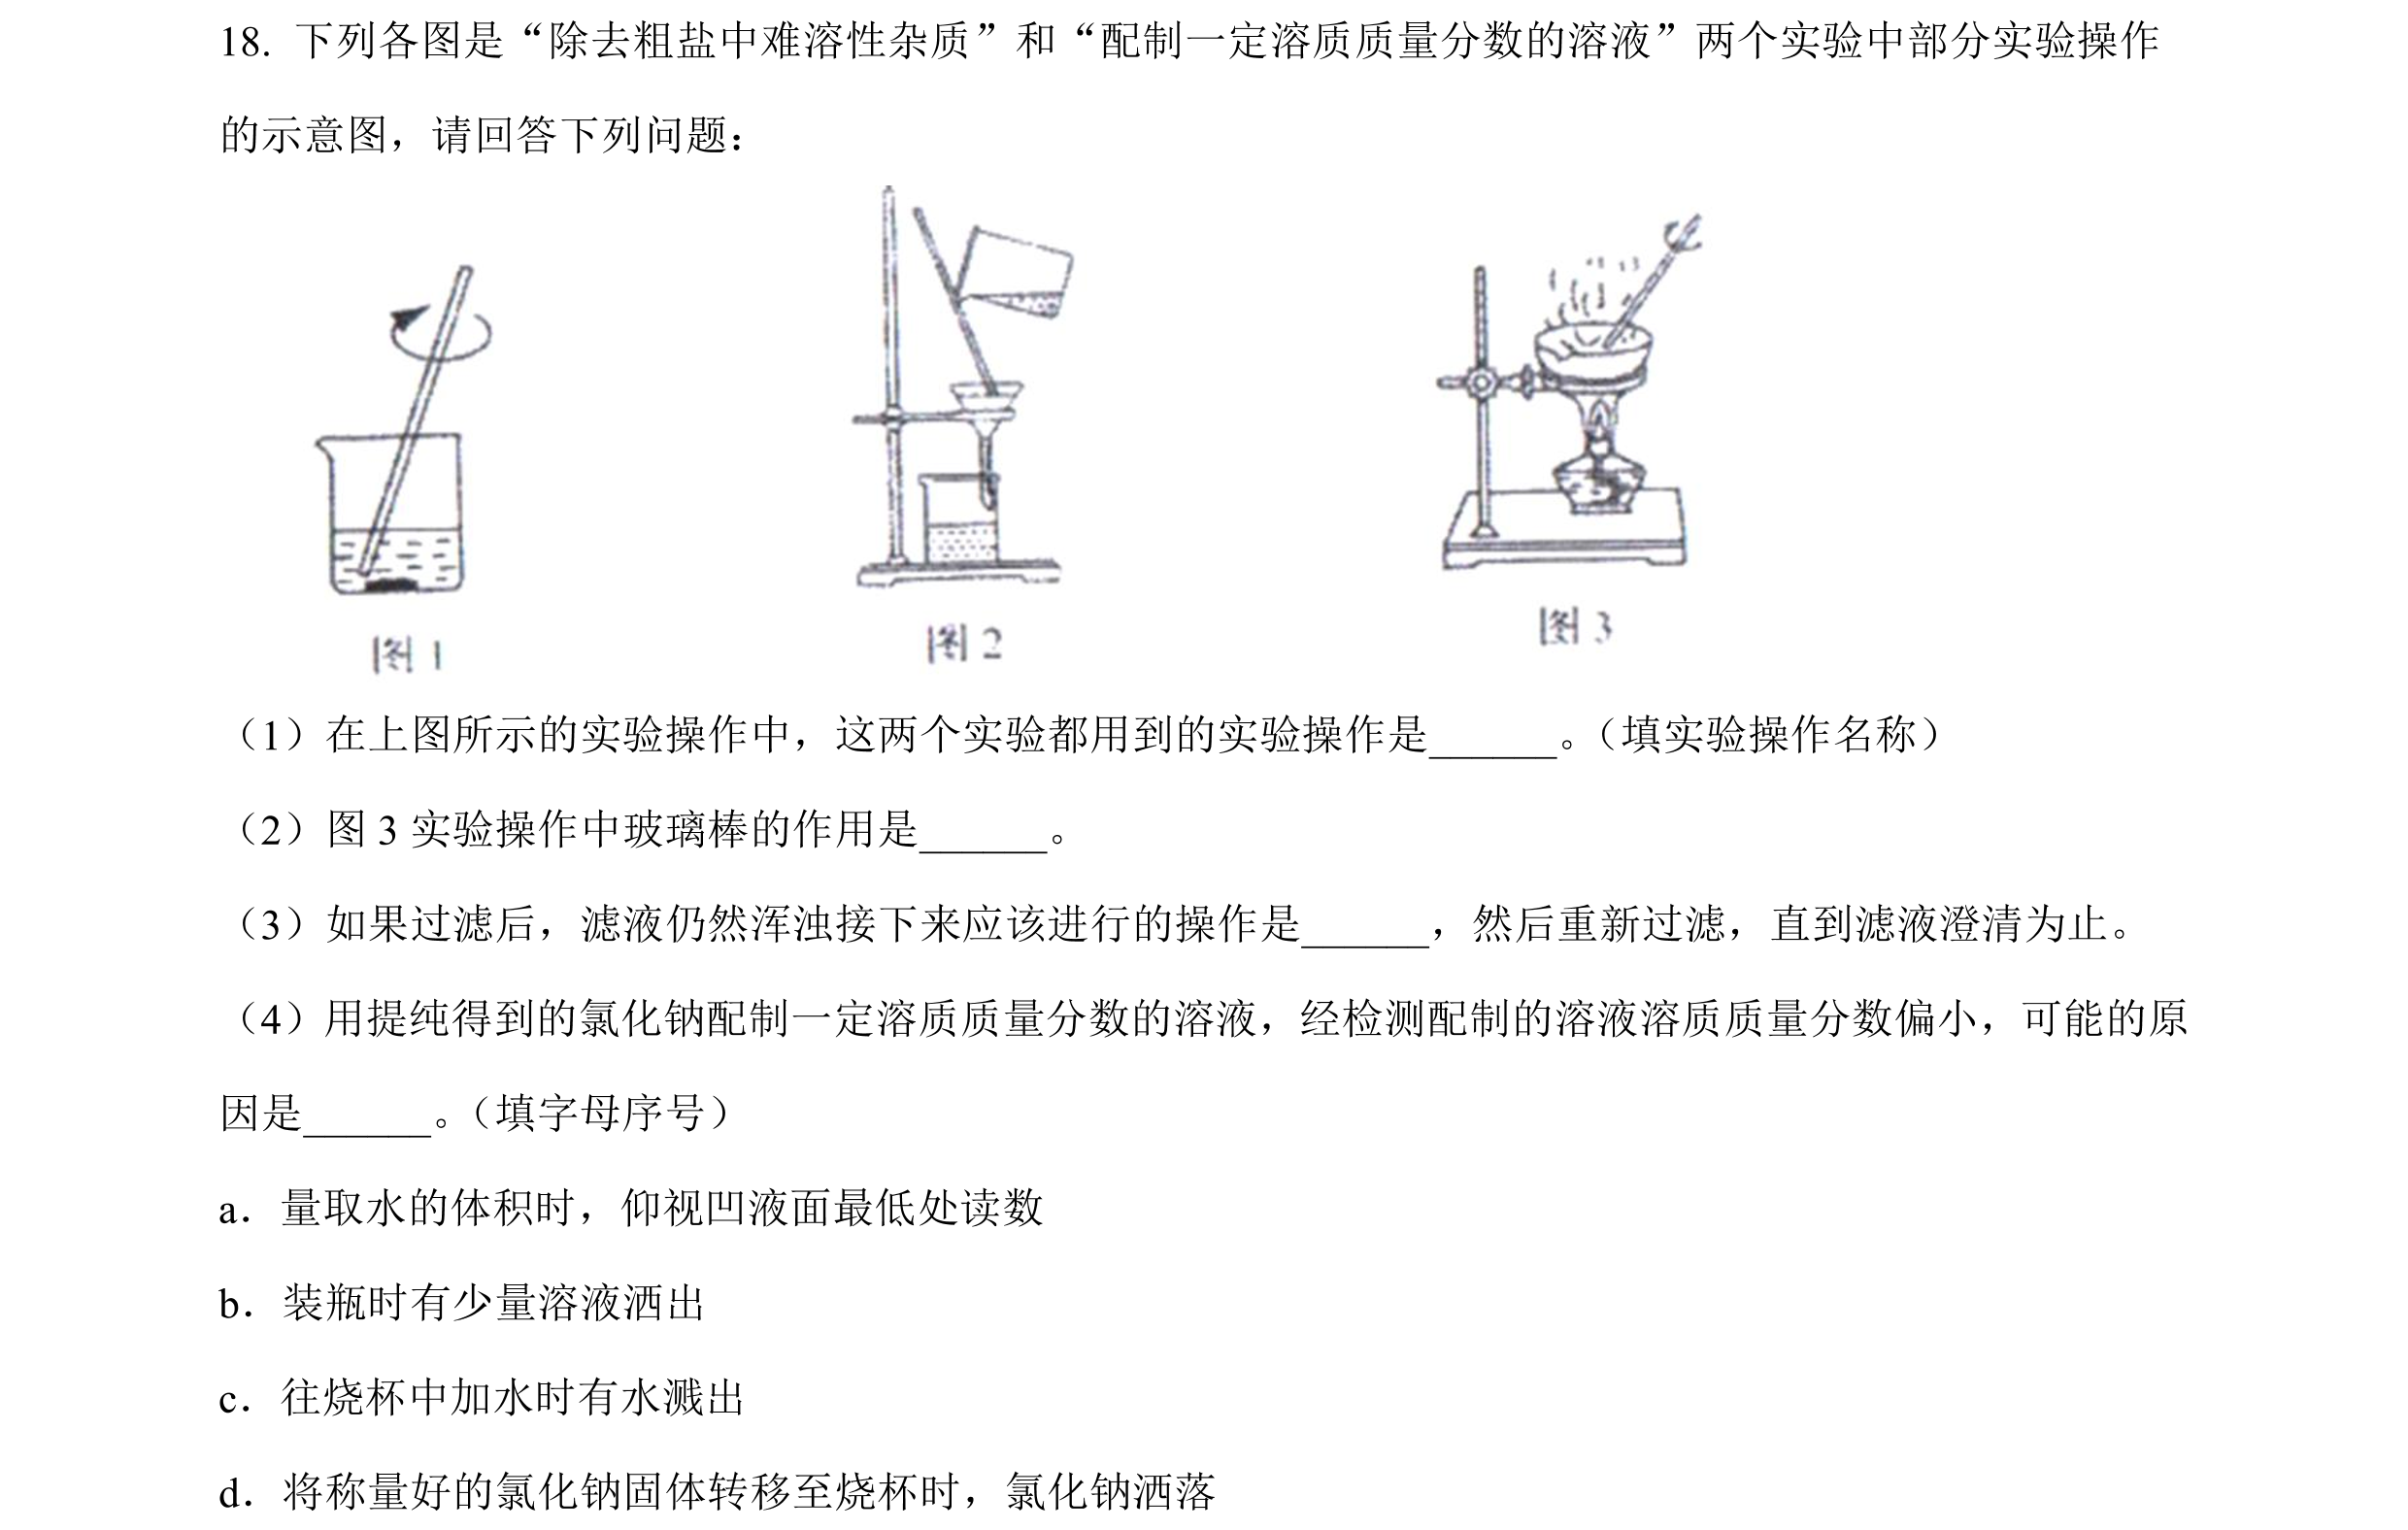 18. 下列各图是“除去粗盐中难溶性杂质”和“配制一定溶质质量分数的溶液”两个实验中部分实验操作
的示意图，请回答下列问题：
图 1
图 2
图 3
（1）在上图所示的实验操作中，这两个实验都用到的实验操作是______。（填实验操作名称）
（2）图 3 实验操作中玻璃棒的作用是______。
（3）如果过滤后，滤液仍然浑浊接下来应该进行的操作是______，然后重新过滤，直到滤液澄清为止。
（4）用提纯得到的氯化钠配制一定溶质质量分数的溶液，经检测配制的溶液溶质质量分数偏小，可能的原
因是______。（填字母序号）
a．量取水的体积时，仰视凹液面最低处读数
b．装瓶时有少量溶液洒出
c．往烧杯中加水时有水溅出
d．将称量好的氯化钠固体转移至烧杯时，氯化钠洒落